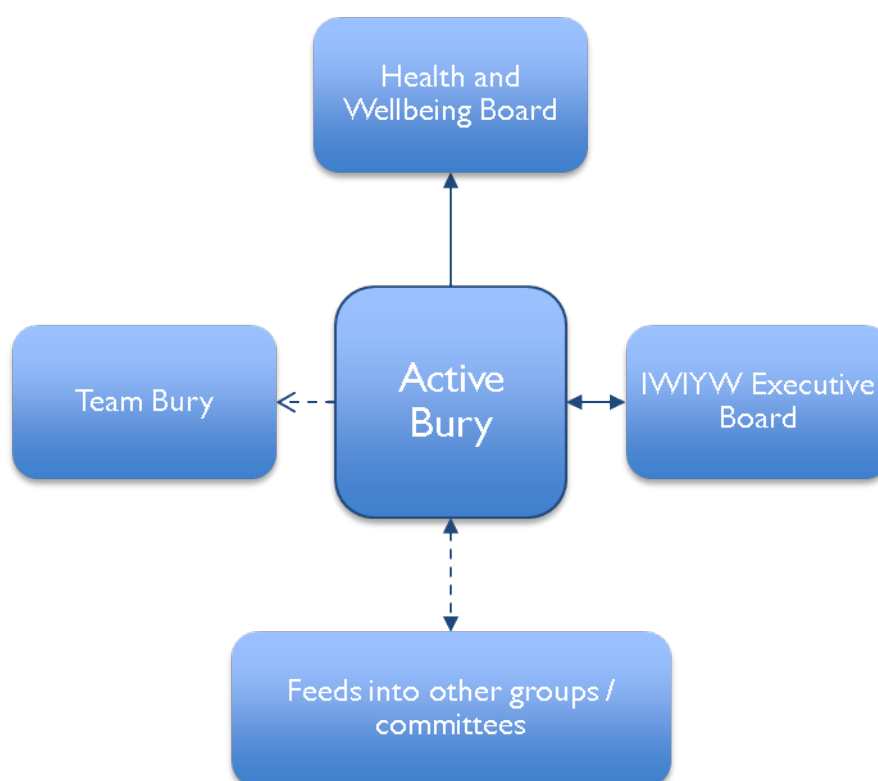 Health and
Wellbeing Board
Team Bury
Active
Bury
IWIYW Executive
Board
Feeds into other groups /
committees